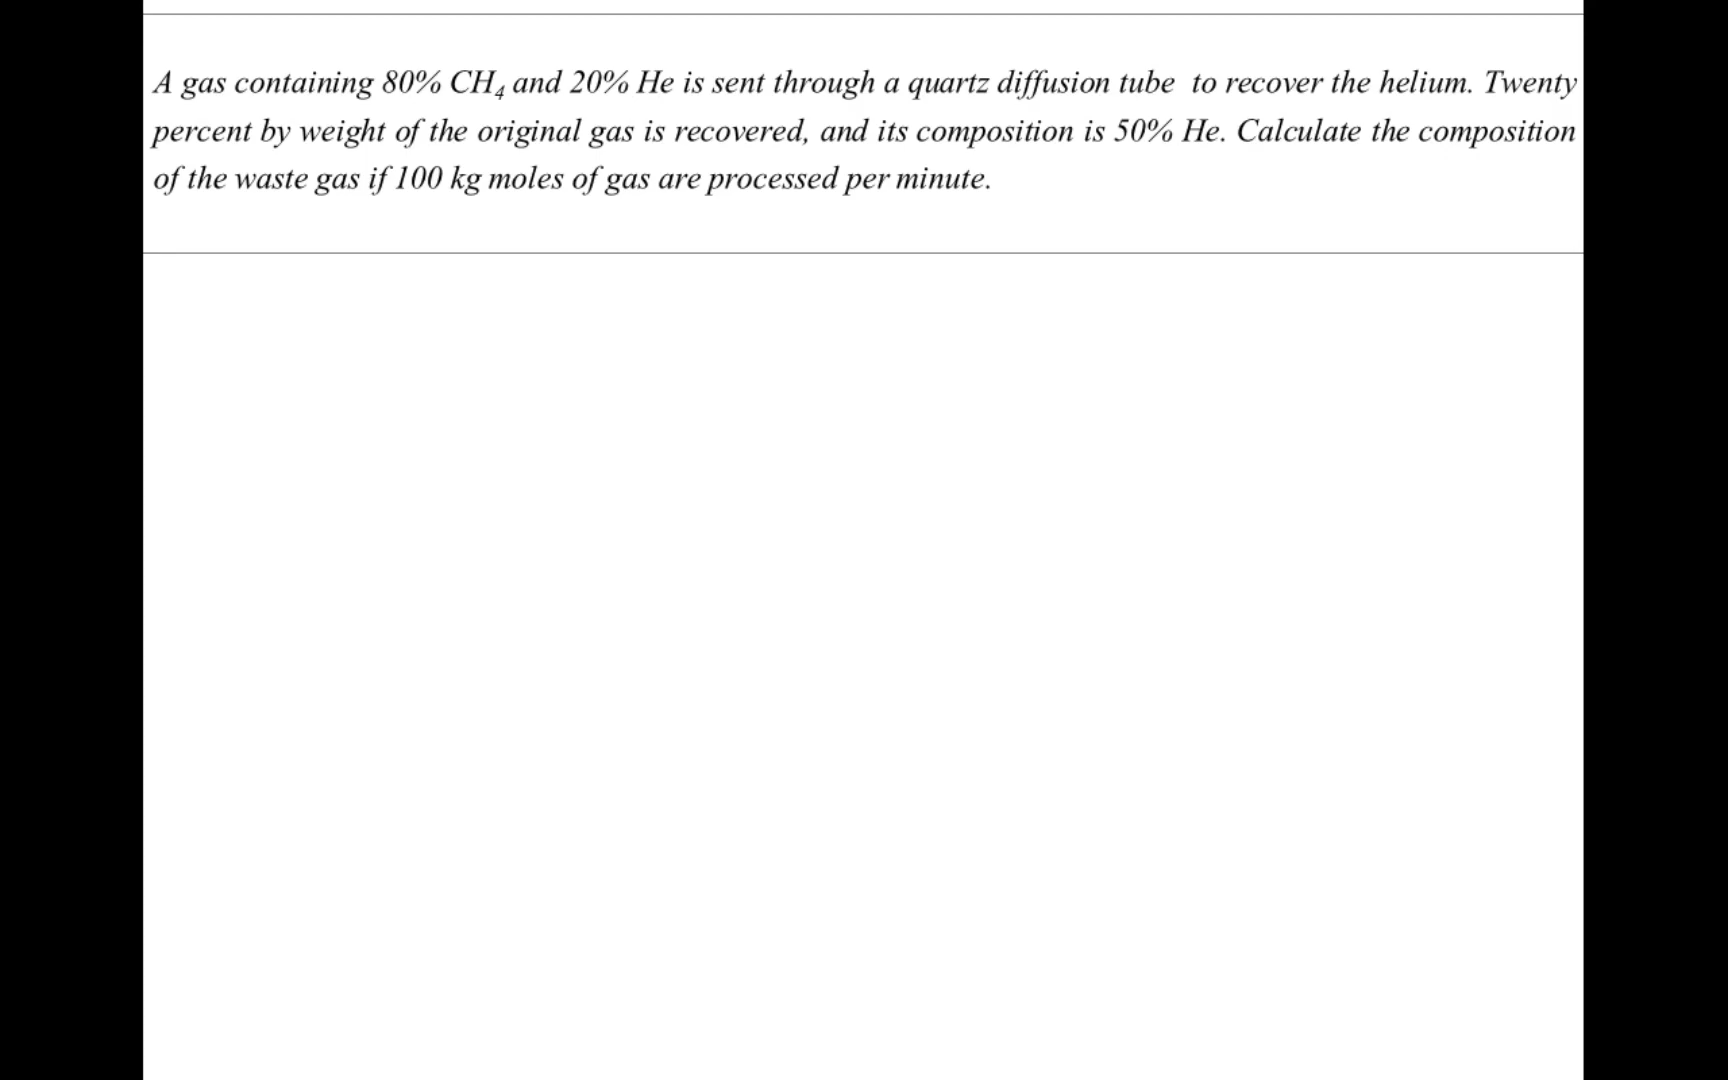 A gas containing 80% CH₄ and 20% He is sent through a quartz diffusion tube to recover the helium. Twenty
percent by weight of the original gas is recovered, and its composition is 50% He. Calculate the composition
of the waste gas if 100 kg moles of gas are processed per minute.